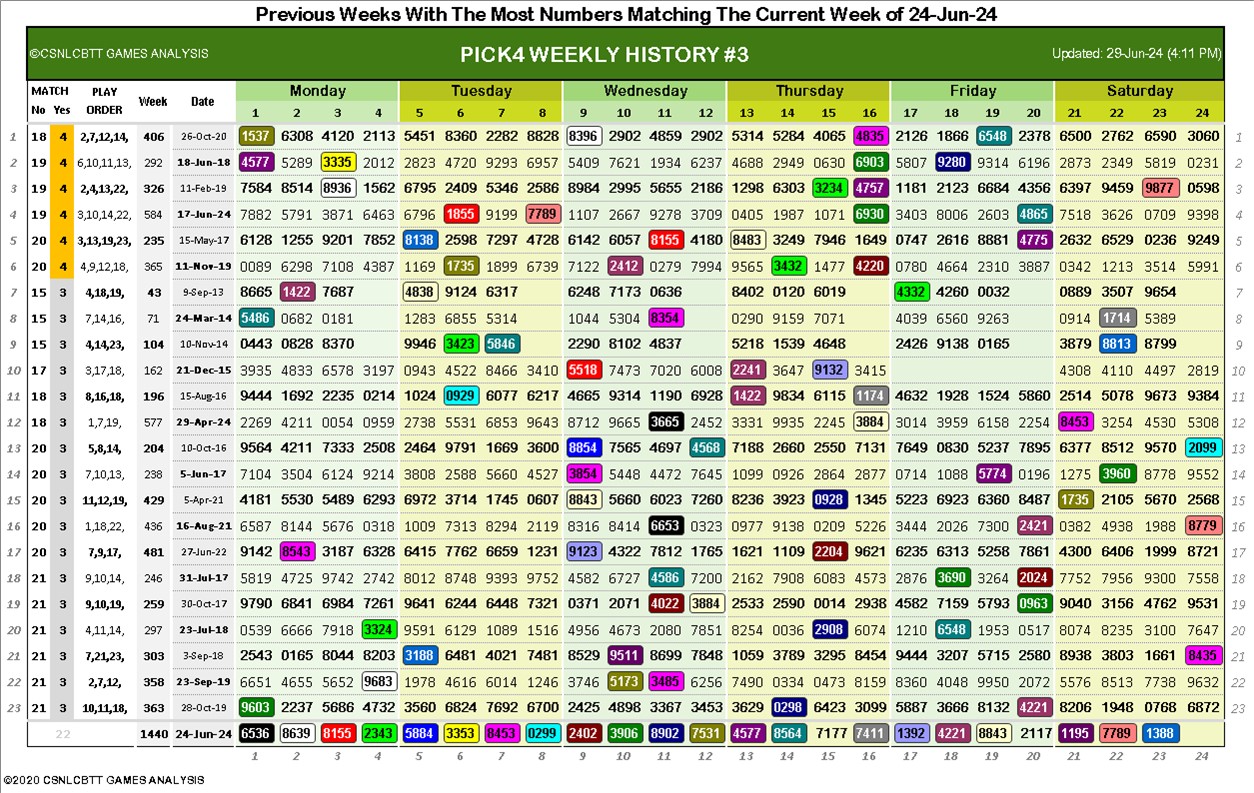 Previous Weeks With The Most Numbers Matching The Current Week of 24-Jun-24
©CSNLCBTT GAMES ANALYSIS PICK4 WEEKLY HISTORY #3 Updated: 29-Jun-24 (4:11 PM)
MATCH PLAY Week Date Monday Tuesday Wednesday Thursday Friday Saturday
No Yes ORDER 1 2 3 4 5 6 7 8 9 10 11 12 13 14 15 16 17 18 19 20 21 22 23 24
1 18 4 2,7,12,14, 406 26-Oct-20 1537 6308 4120 2113 5451 8360 2282 8828 8396 2902 4859 2902 5314 5284 4065 4835 2126 1866 6548 2378 6500 2762 6590 3060 1
2 19 4 6,10,11,13, 292 18-Jun-18 4577 5289 3335 2012 2823 4720 9293 6957 5409 7621 1934 6237 4688 2949 0630 6903 5807 9280 9314 6196 2873 2349 5819 0231 2
3 19 4 2,4,13,22, 326 11-Feb-19 7584 8514 8936 1562 6795 2409 5346 2586 8984 2995 5655 2186 1298 6303 3234 4757 1181 2123 6684 4356 6397 9459 9877 0598 3
4 19 4 3,10,14,22, 584 17-Jun-24 7882 5791 3871 6463 6796 1855 9199 7789 1107 2667 9278 3709 0405 1987 1071 6930 3403 8006 2603 4865 7518 3626 0709 9398 4
5 20 4 3,13,19,23, 235 15-May-17 6128 1255 9201 7852 8138 2598 7297 4728 6142 6057 8155 4180 8483 3249 7946 1649 0747 2616 8881 4775 2632 6529 0236 9249 5
6 20 4 4,9,12,18, 365 11-Nov-19 0089 6298 7108 4387 1169 1735 1899 6739 7122 2412 0279 7994 9565 3432 1477 4220 0780 4664 2310 3887 0342 1213 3514 5991 6
7 15 3 4,18,19, 43 9-Sep-13 8665 1422 7687 4838 9124 6317 6248 7173 0636 8402 0120 6019 4332 4260 0032 0889 3507 9654 7
8 15 3 7,14,16, 71 24-Mar-14 5486 0682 0181 1283 6855 5314 1044 5304 8354 0290 9159 7071 4039 6560 9263 0914 1714 5389 8
9 15 3 4,14,23, 104 10-Nov-14 0443 0828 8370 9946 3423 5846 2290 8102 4837 5218 1539 4648 2426 9138 0165 3879 8813 8799 9
10 17 3 3,17,18, 162 21-Dec-15 3935 4833 6578 3197 0943 4522 8466 3410 5518 7473 7020 6008 2241 3647 9132 3415 4308 4110 4497 2819 10
11 18 3 8,16,18, 196 15-Aug-16 9444 1692 2235 0214 1024 0929 6077 6217 4665 9314 1190 6928 1422 9834 6115 1174 4632 1928 1524 5860 2514 5078 9673 9384 11
12 18 3 1,7,19, 577 29-Apr-24 2269 4211 0054 0959 2738 5531 6853 9643 8712 9663 3665 2452 3331 9935 2245 3884 3014 3959 6158 2254 8453 3254 4530 5308 12
13 20 3 5,8,14, 204 10-Oct-16 9564 4211 7333 2508 2464 9791 1669 3600 8854 7565 4697 4568 7188 2660 2550 7131 7649 0830 5237 7895 6377 8512 9570 2099 13
14 20 3 7,10,13, 238 5-Jun-17 7104 3504 6124 9214 3808 2588 5660 4527 3854 5448 4472 7645 1099 0926 2864 2877 0714 1088 5774 0196 1275 3960 8778 9552 14
15 20 3 11,12,19, 429 5-Apr-21 4181 5530 5489 6293 6972 3714 1745 0607 8843 5660 6023 7260 8236 3923 0928 1345 5223 6923 6360 8487 1735 2105 5670 2568 15
16 20 3 1,18,22, 436 16-Aug-21 6587 8144 5676 0318 1009 7313 8294 2119 8316 8414 6653 0323 0977 9138 0209 5226 3444 2026 7300 2421 0382 4938 1988 8779 16
17 20 3 7,9,17, 481 27-Jun-22 9142 8543 3187 6328 6415 7762 6659 1231 9123 4322 7812 1765 1621 1109 2204 9621 6235 6313 5258 7861 4300 6406 1999 8721 17
18 21 3 9,10,14, 246 31-Jul-17 5819 4725 9742 2742 8012 8748 9393 9752 4582 6727 4586 7200 2162 7908 6083 4573 2876 3690 3264 2024 7752 7956 9300 7558 18
19 21 3 9,10,19, 259 30-Oct-17 9790 6841 6984 7261 9641 6244 6448 7321 0371 2071 4022 3884 2533 2590 0014 2938 4582 7159 5793 0963 9040 3156 4762 9531 19
20 21 3 4,11,14, 297 23-Jul-18 0539 6666 7918 3324 9591 6129 1089 1516 4956 4673 2080 7851 8254 0036 2908 6074 1210 6548 1953 0517 8074 8235 3100 7647 20
21 21 3 7,21,23, 303 3-Sep-18 2543 0165 8044 8203 3188 6481 4021 7481 8529 9511 8699 7848 1059 3789 3295 8454 9444 3207 5715 2580 8938 3803 1661 8435 21
22 21 3 2,7,12, 358 23-Sep-19 6651 4655 5652 9683 1978 4616 6014 1246 3746 5173 3485 6256 7490 0334 0473 8159 8360 4048 9950 2072 5576 8513 7738 9632 22
23 21 3 10,11,18, 363 28-Oct-19 9603 2237 5686 4732 3560 6824 7692 6700 2425 4898 3367 3453 3629 0298 6423 3099 5887 3666 8132 4221 8206 1948 0768 6872 23
22 1440 24-Jun-24 6536 8639 8155 2343 5884 3353 8453 0299 2402 3906 8902 7531 4577 8564 7177 7411 1392 4221 8843 2117 1195 7789 1388
1 2 3 4 5 6 7 8 9 10 11 12 13 14 15 16 17 18 19 20 21 22 23 24
©2020 CSNLCBTT GAMES ANALYSIS